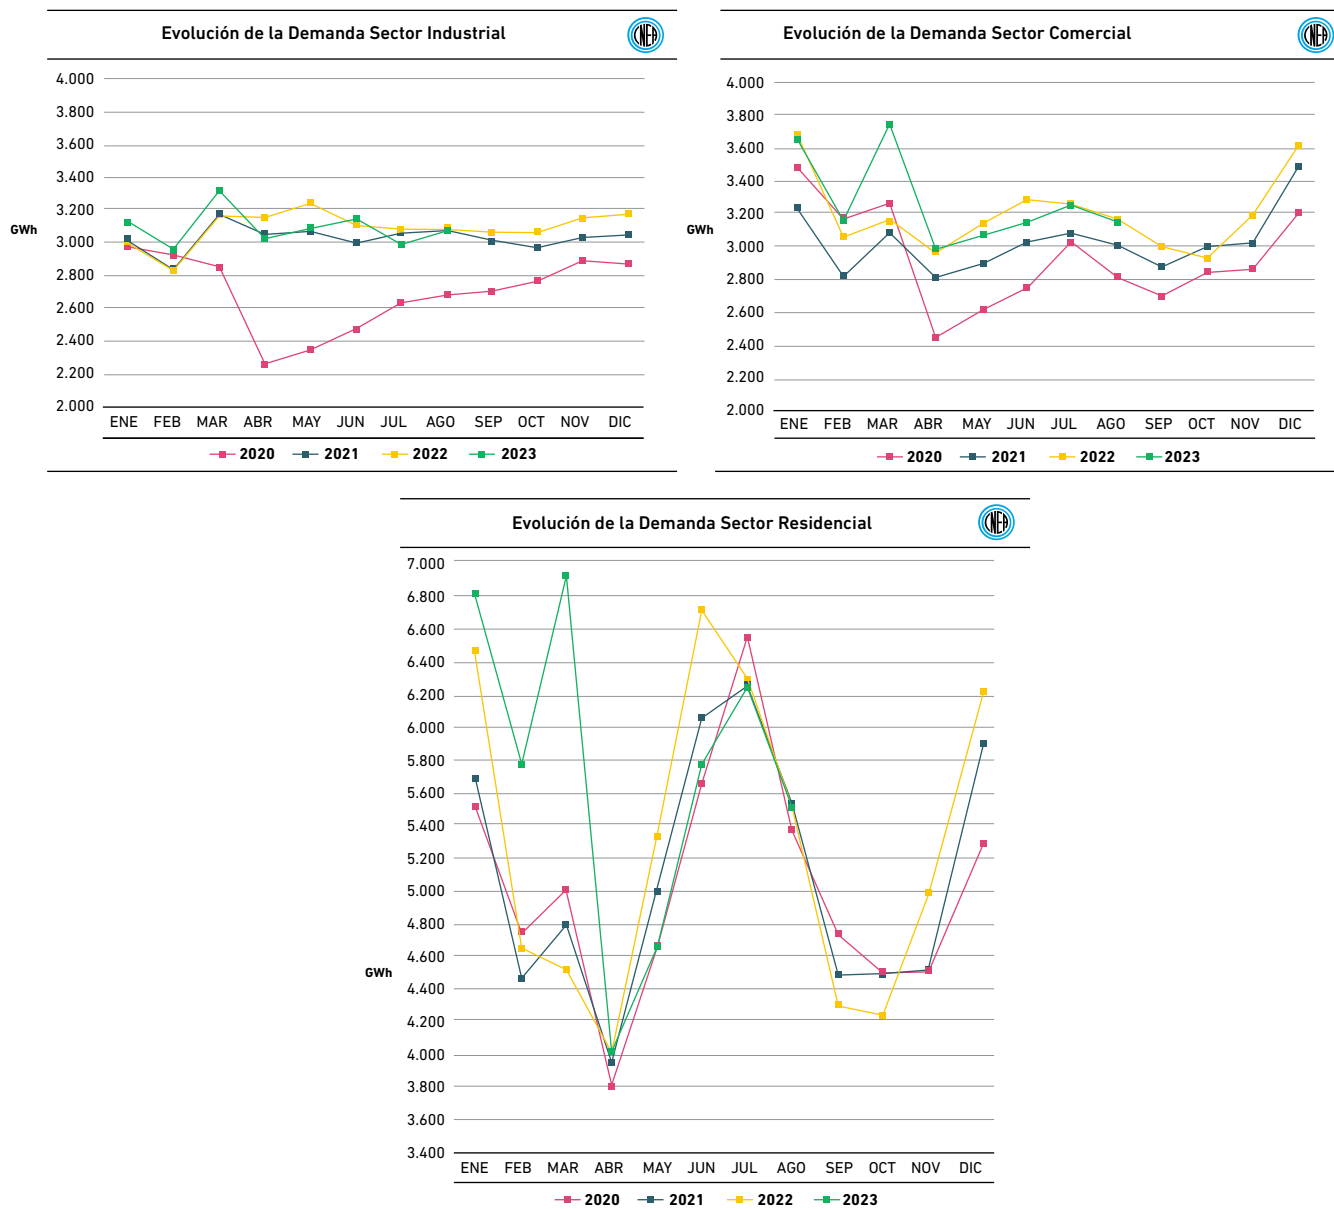 Evolución de la Demanda Sector Industrial
CNEA
4.000
3.800
3.600
3.400
3.200
GWh
3.000
2.800
2.600
2.400
2.200
2.000
ENE FEB MAR ABR MAY JUN JUL AGO SEP OCT NOV DIC
2020 2021 2022 2023
Evolución de la Demanda Sector Comercial
CNEA
4.000
3.800
3.600
3.400
3.200
GWh
3.000
2.800
2.600
2.400
2.200
2.000
ENE FEB MAR ABR MAY JUN JUL AGO SEP OCT NOV DIC
2020 2021 2022 2023
Evolución de la Demanda Sector Residencial
CNEA
7.000
6.800
6.600
6.400
6.200
6.000
5.800
5.600
5.400
5.200
5.000
4.800
4.600
GWh
4.400
4.200
4.000
3.800
3.600
3.400
ENE FEB MAR ABR MAY JUN JUL AGO SEP OCT NOV DIC
2020 2021 2022 2023